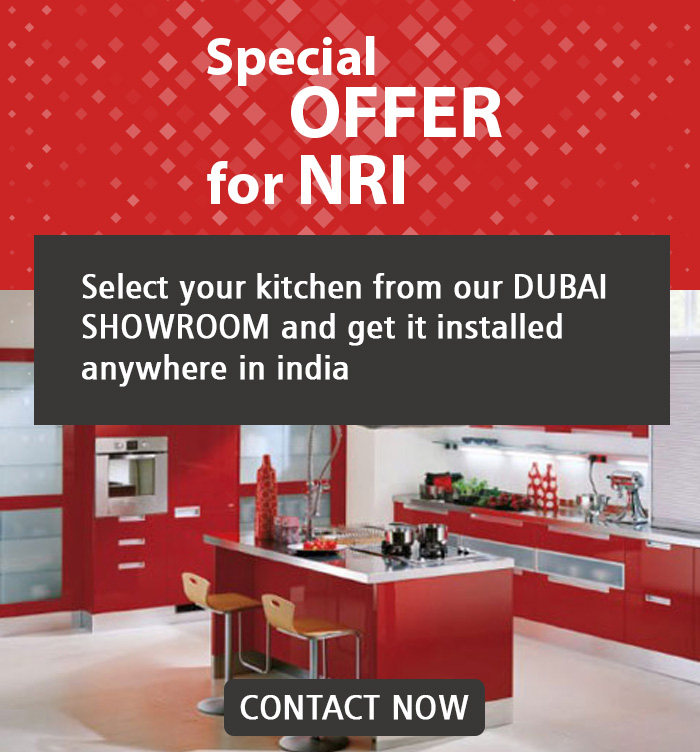 Special
OFFER
for NRI
Select your kitchen from our DUBAI
SHOWROOM and get it installed
anywhere in india
CONTACT NOW